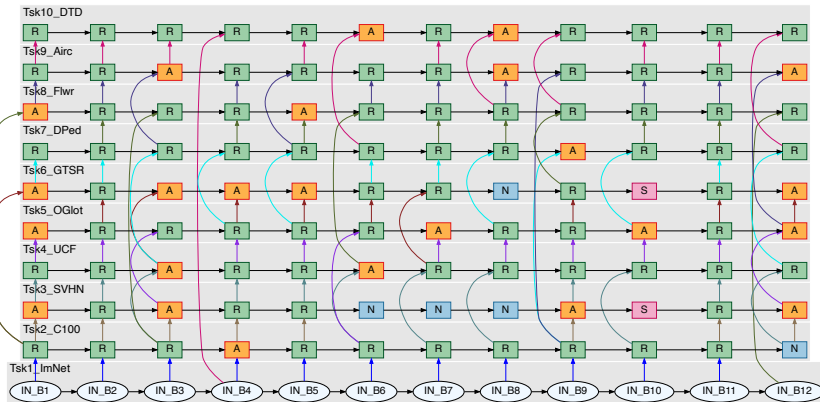 Tsk10_DTD
R R R R R A R A R R R R
Tsk9_Airc
R R A R R R R A R R R A
Tsk8_Flwr
A R R R A R R R R R R R
Tsk7_DPed
R R R R R R R R A R R R
Tsk6_GTSR
A R A A A R R N R S R A
Tsk5_OGlot
A R R R R R A R R A R A
Tsk4_UCF
R R A R R A R R R R R R
Tsk3_SVHN
A R A R R N N N A S R A
Tsk2_C100
R R R A R R R R R R R N
Tsk1_ImNet
IN_B1 IN_B2 IN_B3 IN_B4 IN_B5 IN_B6 IN_B7 IN_B8 IN_B9 IN_B10 IN_B11 IN_B12